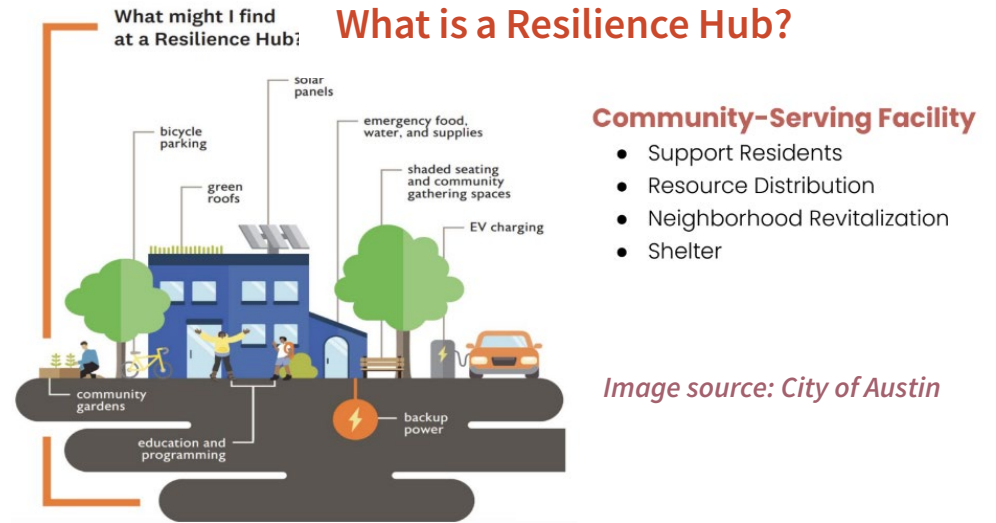 What might I find
at a Resilience Hub?
What is a Resilience Hub?
solar
panels
emergency food,
water, and supplies
bicycle
parking
shaded seating
and community
gathering spaces
green
roofs
EV charging
community
gardens
education and
programming
backup
power
Community-Serving Facility
● Support Residents
● Resource Distribution
● Neighborhood Revitalization
● Shelter
Image source: City of Austin